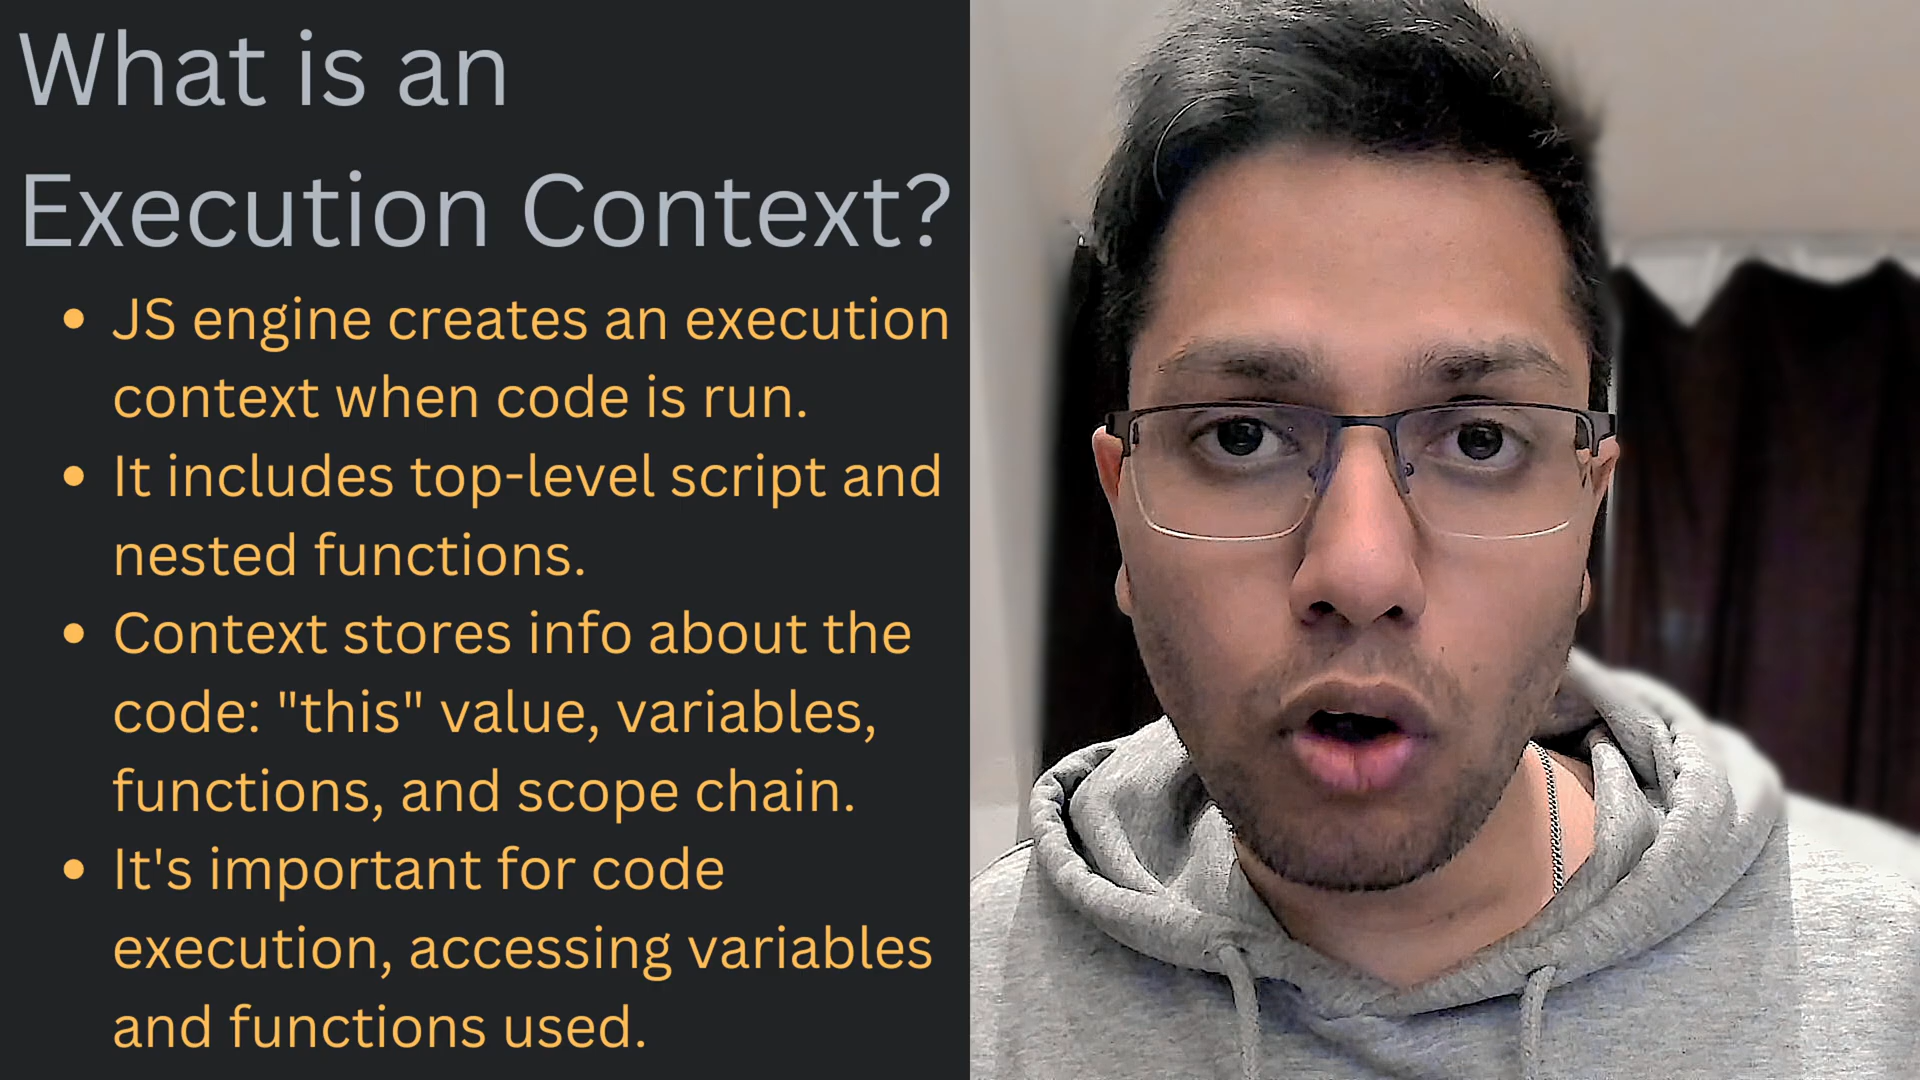 What is an
Execution Context?
• JS engine creates an execution
context when code is run.
• It includes top-level script and
nested functions.
• Context stores info about the
code: "this" value, variables,
functions, and scope chain.
• It's important for code
execution, accessing variables
and functions used.